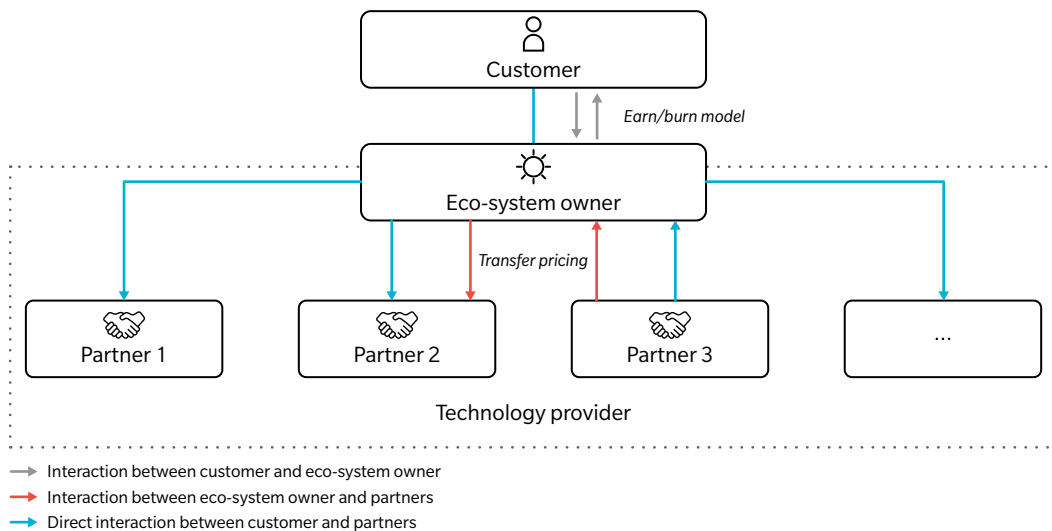 Customer
Earn/burn model
Eco-system owner
Transfer pricing
Partner 1
Partner 2
Partner 3
...
Technology provider
Interaction between customer and eco-system owner
Interaction between eco-system owner and partners
Direct interaction between customer and partners